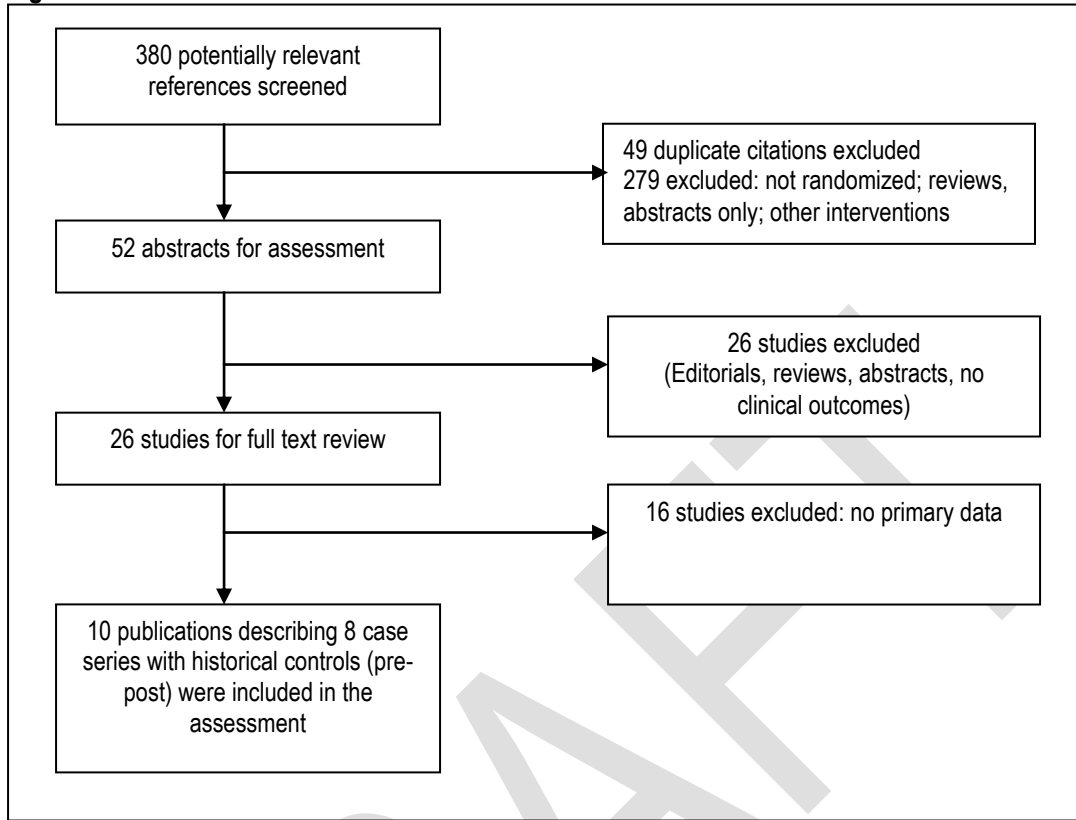 380 potentially relevant
references screened
49 duplicate citations excluded
279 excluded: not randomized; reviews,
abstracts only; other interventions
52 abstracts for assessment
26 studies excluded
(Editorials, reviews, abstracts, no
clinical outcomes)
26 studies for full text review
16 studies excluded: no primary data
10 publications describing 8 case
series with historical controls (pre-
post) were included in the
assessment